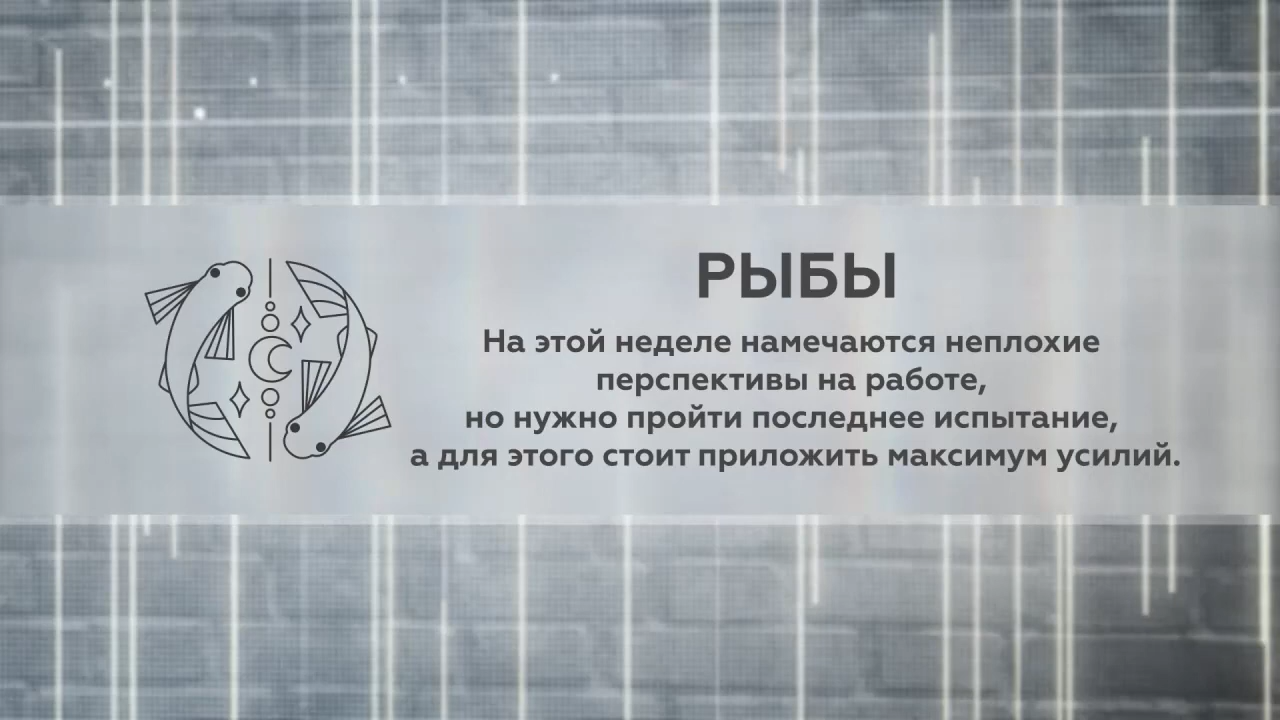 РЫБЫ
На этой неделе намечаются неплохие
перспективы на работе,
но нужно пройти последнее испытание,
а для этого стоит приложить максимум усилий.